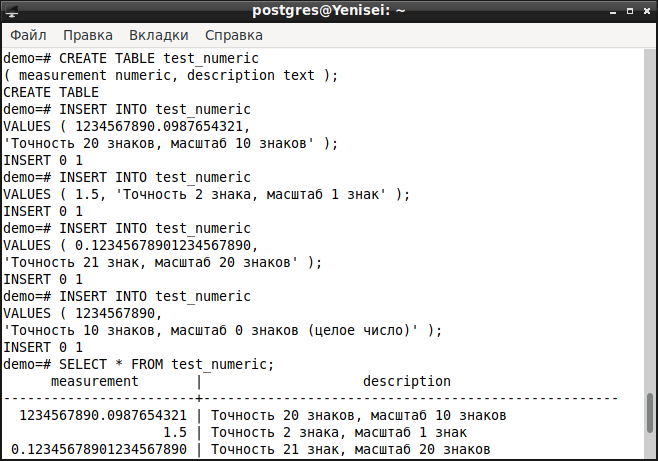 postgres@Yenisei: ~
Файл Правка Вкладки Справка
demo=# CREATE TABLE test_numeric
( measurement numeric, description text );
CREATE TABLE
demo=# INSERT INTO test_numeric
VALUES ( 1234567890.0987654321,
'Точность 20 знаков, масштаб 10 знаков' );
INSERT 0 1
demo=# INSERT INTO test_numeric
VALUES ( 1.5, 'Точность 2 знака, масштаб 1 знак' );
INSERT 0 1
demo=# INSERT INTO test_numeric
VALUES ( 0.12345678901234567890,
'Точность 21 знак, масштаб 20 знаков' );
INSERT 0 1
demo=# INSERT INTO test_numeric
VALUES ( 1234567890,
'Точность 10 знаков, масштаб 0 знаков (целое число)' );
INSERT 0 1
demo=# SELECT * FROM test_numeric;
      measurement       |                    description
------------------------+----------------------------------------------------
  1234567890.0987654321 | Точность 20 знаков, масштаб 10 знаков
                    1.5 | Точность 2 знака, масштаб 1 знак
 0.12345678901234567890 | Точность 21 знак, масштаб 20 знаков